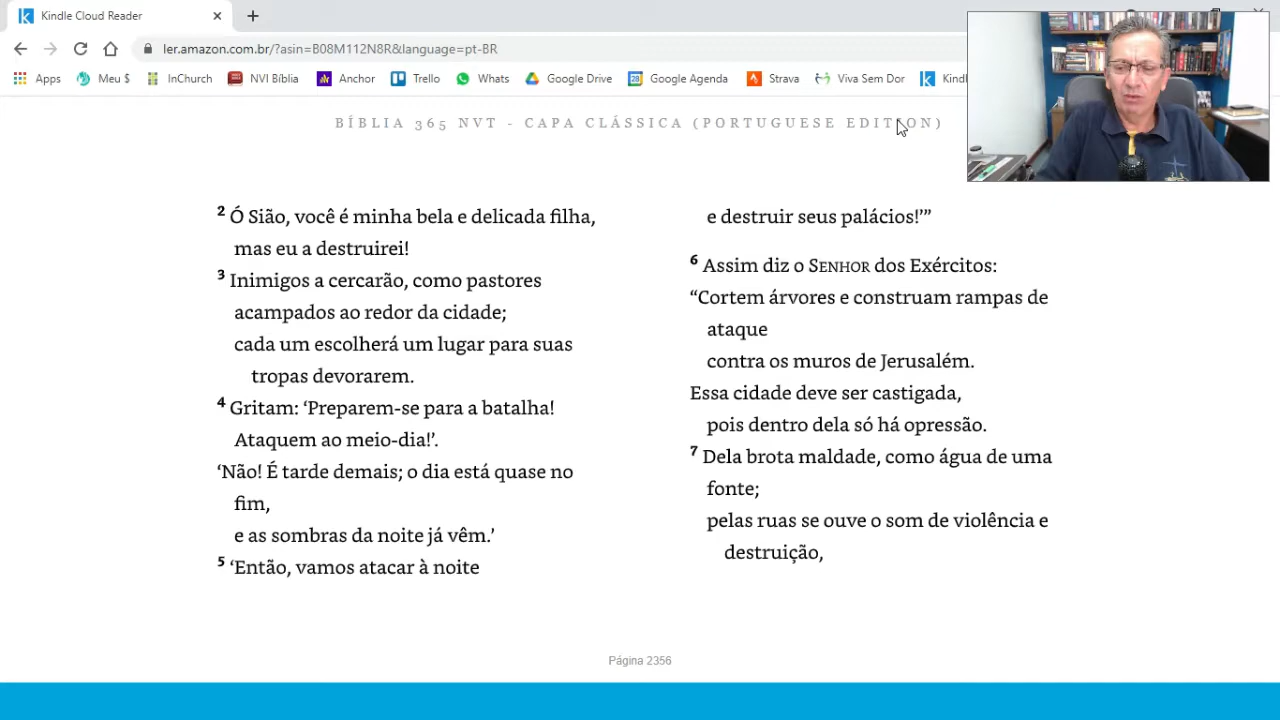 Kindle Cloud Reader
ler.amazon.com.br/?asin=B08M112N8R&language=pt-BR
Apps Meu $ InChurch NVI Bíblia Anchor Trello Whats Google Drive Google Agenda Strava Viva Sem Dor Kindl
BÍBLIA 365 NVT - CAPA CLÁSSICA (PORTUGUESE EDITION)
2 Ó Sião, você é minha bela e delicada filha,
mas eu a destruirei!
3 Inimigos a cercarão, como pastores
acampados ao redor da cidade;
cada um escolherá um lugar para suas
tropas devorarem.
4 Gritam: ‘Preparem-se para a batalha!
Ataquem ao meio-dia!’.
‘Não! É tarde demais; o dia está quase no
fim,
e as sombras da noite já vêm.’
5 ‘Então, vamos atacar à noite
e destruir seus palácios!’”
6 Assim diz o SENHOR dos Exércitos:
“Cortem árvores e construam rampas de
ataque
contra os muros de Jerusalém.
Essa cidade deve ser castigada,
pois dentro dela só há opressão.
7 Dela brota maldade, como água de uma
fonte;
pelas ruas se ouve o som de violência e
destruição,
Página 2356